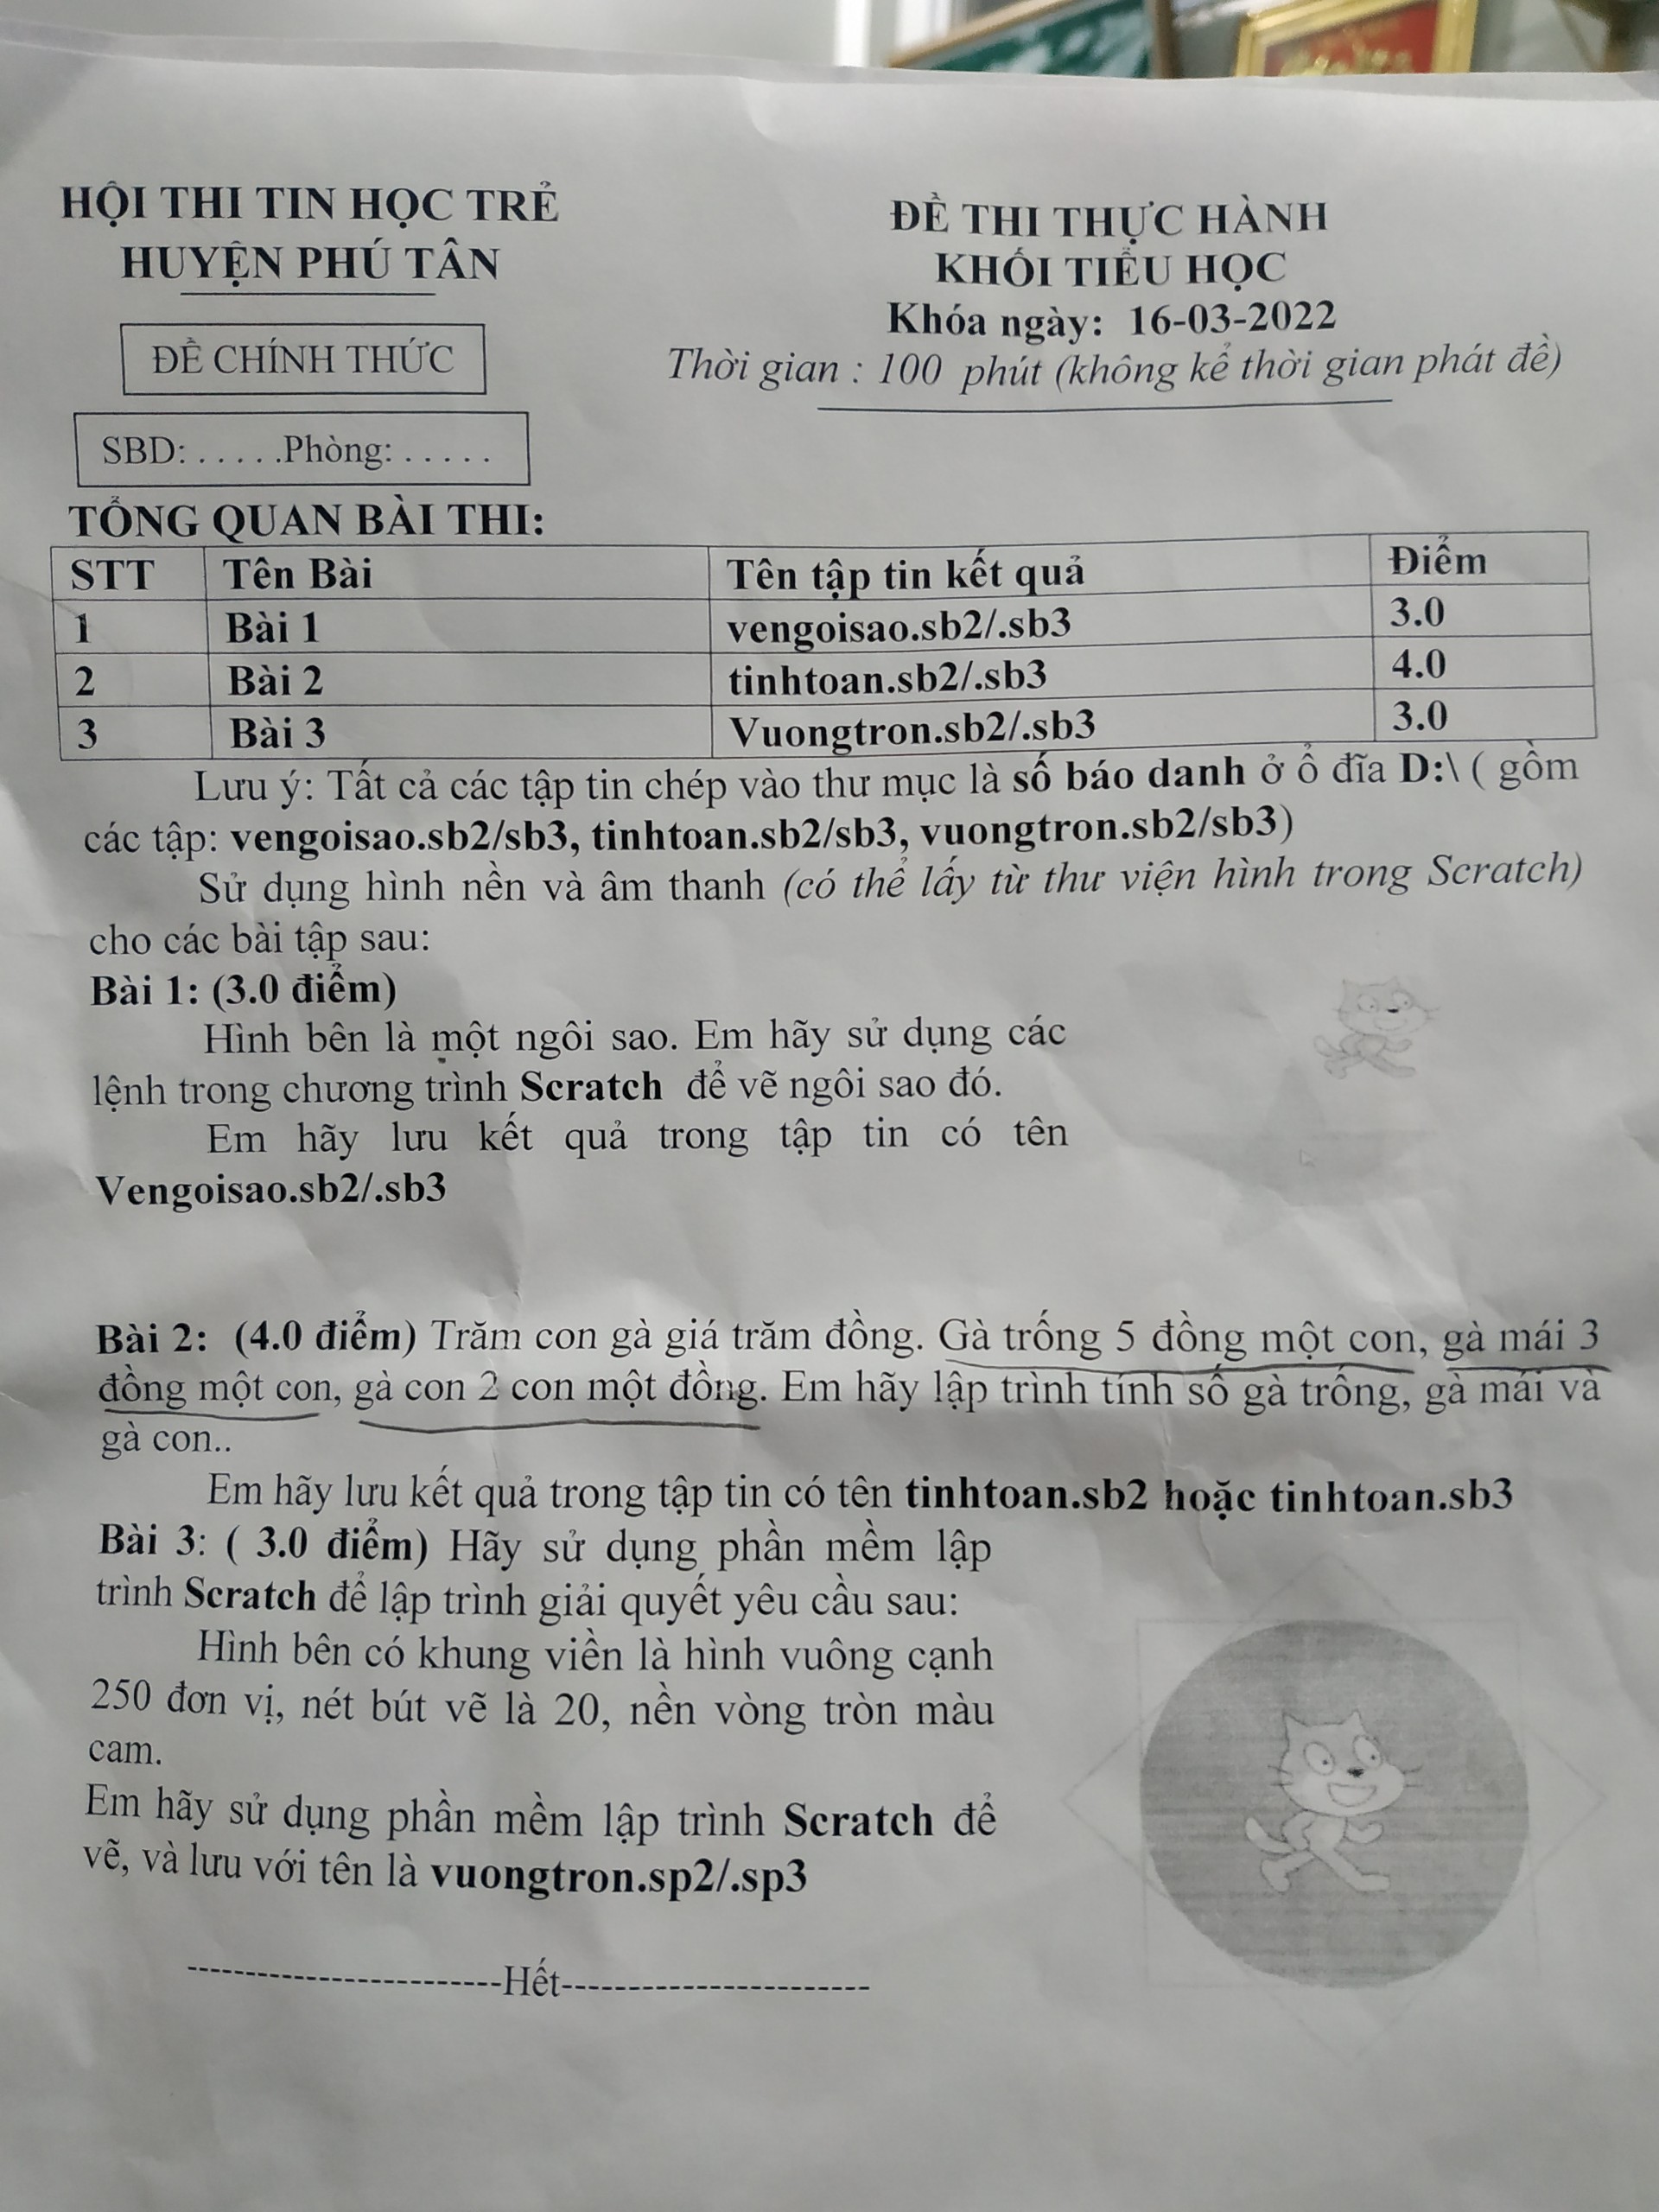 HỘI THI TIN HỌC TRẺ
HUYỆN PHÚ TÂN
ĐỀ CHÍNH THỨC
SBD: . . . . .Phòng: . . . . .
ĐỀ THI THỰC HÀNH
KHỐI TIỂU HỌC
Khóa ngày: 16-03-2022
Thời gian : 100 phút (không kể thời gian phát đề)
TỔNG QUAN BÀI THI:
STT Tên Bài Tên tập tin kết quả Điểm
1 Bài 1 vengoisao.sb2/.sb3 3.0
2 Bài 2 tinhtoan.sb2/.sb3 4.0
3 Bài 3 Vuongtron.sb2/.sb3 3.0
Lưu ý: Tất cả các tập tin chép vào thư mục là số báo danh ở ổ đĩa D:\ ( gồm
các tập: vengoisao.sb2/sb3, tinhtoan.sb2/sb3, vuongtron.sb2/sb3)
Sử dụng hình nền và âm thanh (có thể lấy từ thư viện hình trong Scratch)
cho các bài tập sau:
Bài 1: (3.0 điểm)
Hình bên là một ngôi sao. Em hãy sử dụng các
lệnh trong chương trình Scratch để vẽ ngôi sao đó.
Em hãy lưu kết quả trong tập tin có tên
Vengoisao.sb2/.sb3
Bài 2: (4.0 điểm) Trăm con gà giá trăm đồng. Gà trống 5 đồng một con, gà mái 3
đồng một con, gà con 2 con một đồng. Em hãy lập trình tính số gà trống, gà mái và
gà con..
Em hãy lưu kết quả trong tập tin có tên tinhtoan.sb2 hoặc tinhtoan.sb3
Bài 3: ( 3.0 điểm) Hãy sử dụng phần mềm lập
trình Scratch để lập trình giải quyết yêu cầu sau:
Hình bên có khung viền là hình vuông cạnh
250 đơn vị, nét bút vẽ là 20, nền vòng tròn màu
cam.
Em hãy sử dụng phần mềm lập trình Scratch để
vẽ, và lưu với tên là vuongtron.sp2/.sp3
-------------------------Hết-------------------------